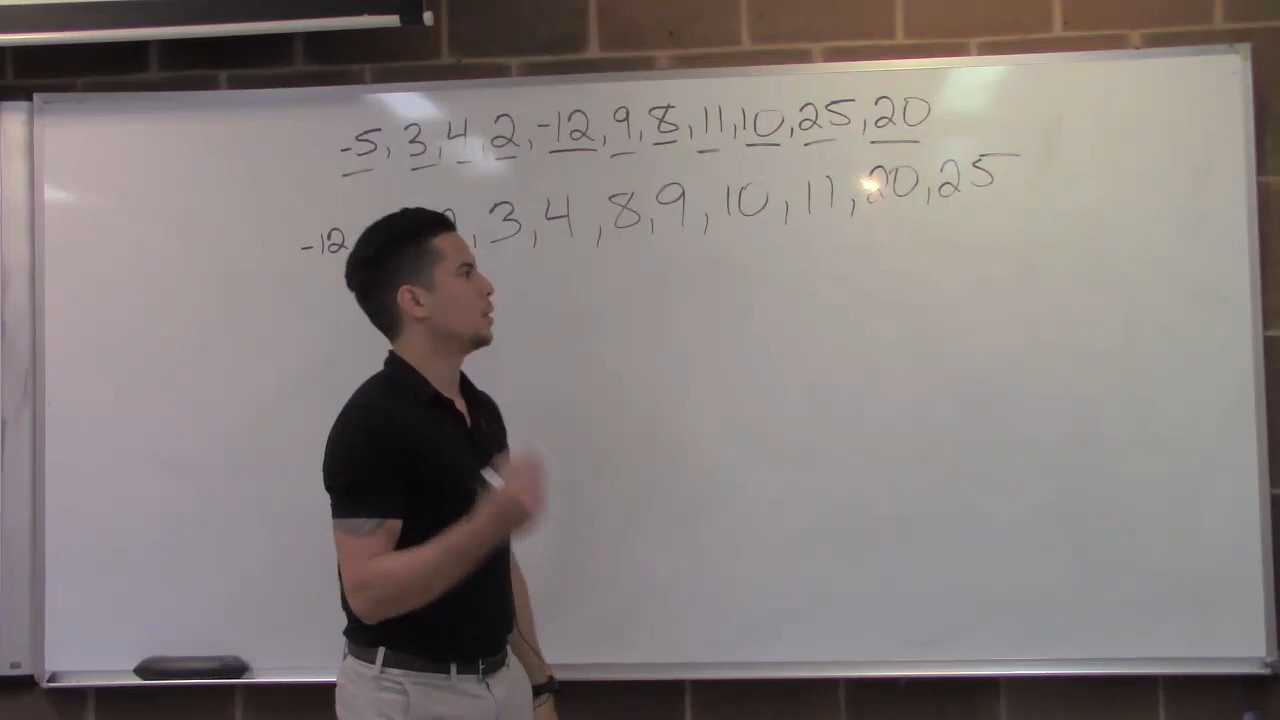 -5, 3, 4, 2, -12, 9, 8, 11, 10, 25, 20
-12 , 3, 4, 8, 9, 10, 11, 20, 25